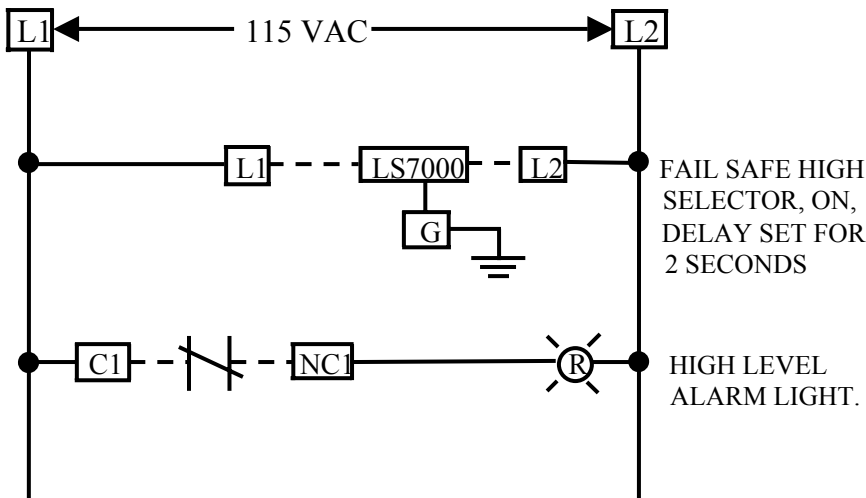 L1 115 VAC L2
L1 LS7000 L2
G
FAIL SAFE HIGH
SELECTOR, ON,
DELAY SET FOR
2 SECONDS
C1 NC1 R
HIGH LEVEL
ALARM LIGHT.